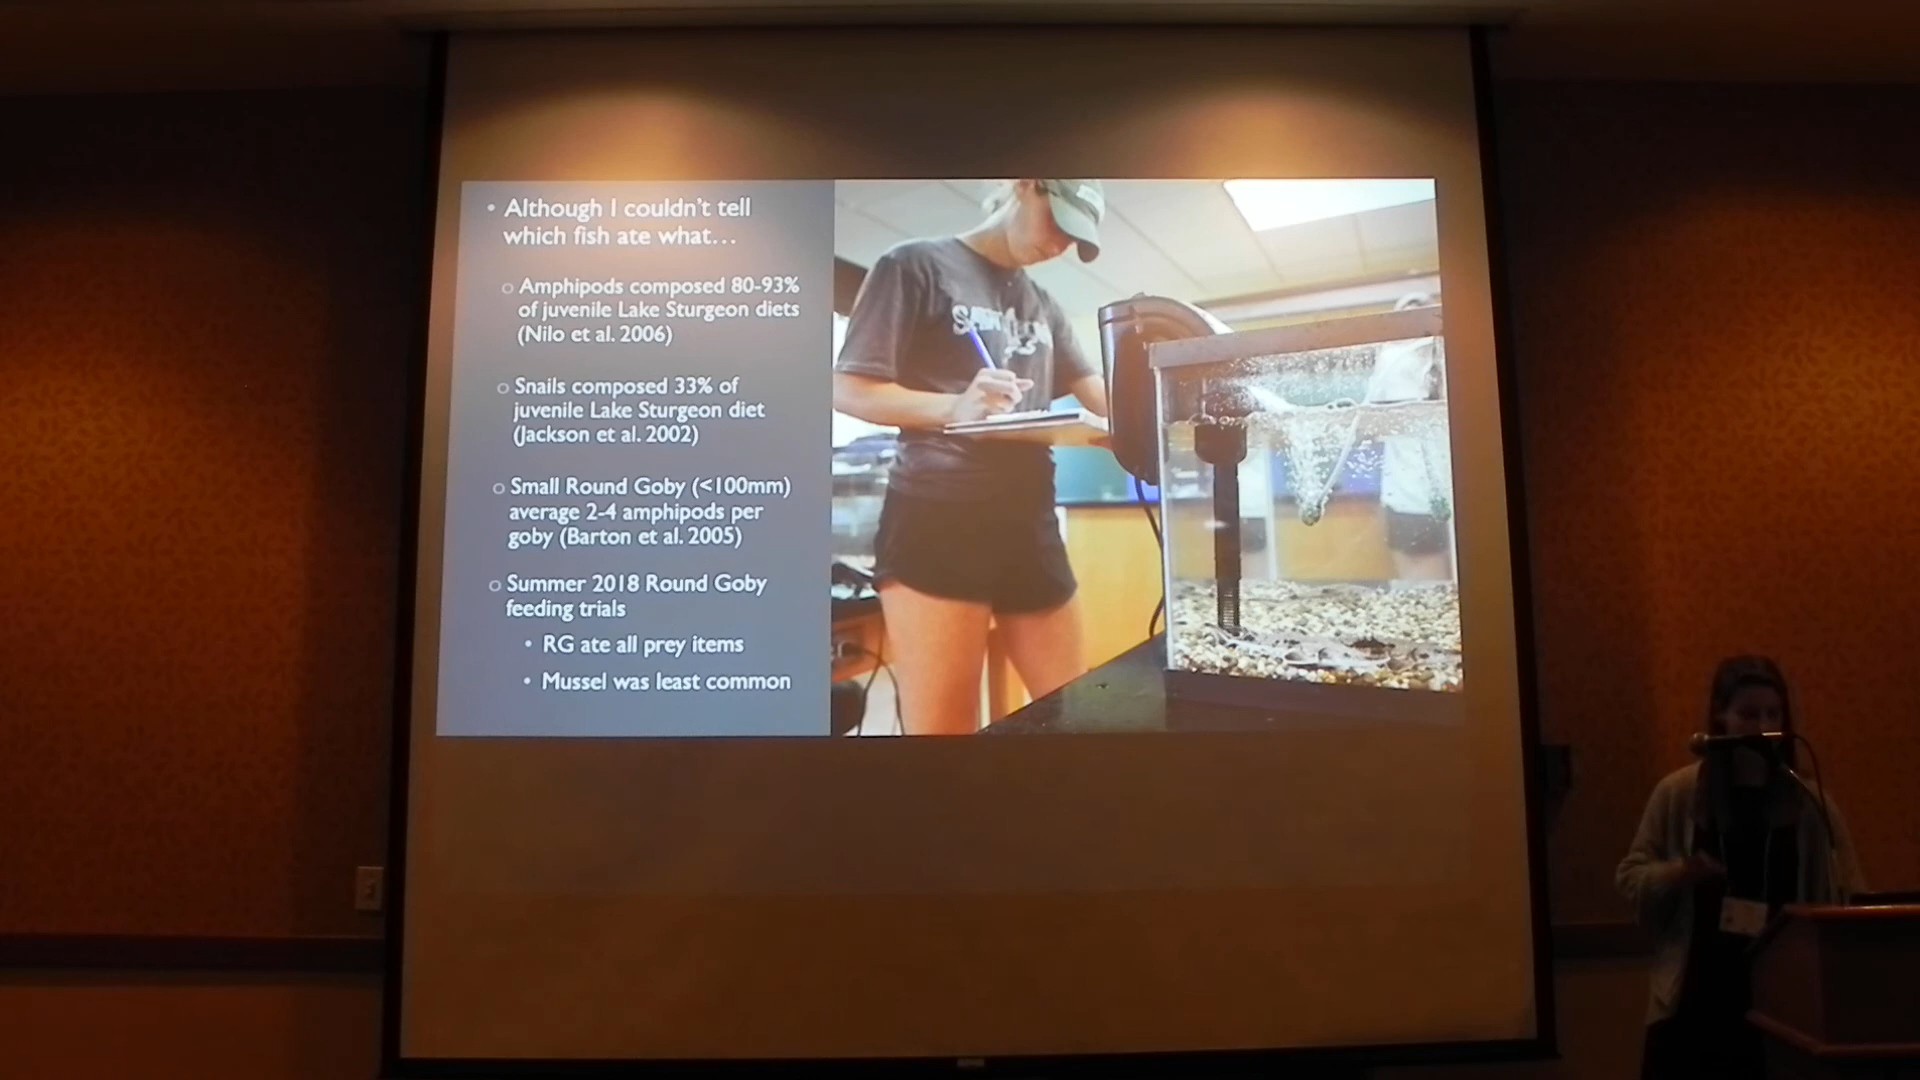 • Although I couldn't tell
which fish ate what...
o Amphipods composed 80-93%
of juvenile Lake Sturgeon diets
(Nilo et al. 2006)
o Snails composed 33% of
juvenile Lake Sturgeon diet
(Jackson et al. 2002)
o Small Round Goby (<100mm)
average 2-4 amphipods per
goby (Barton et al. 2005)
o Summer 2018 Round Goby
feeding trials
• RG ate all prey items
• Mussel was least common